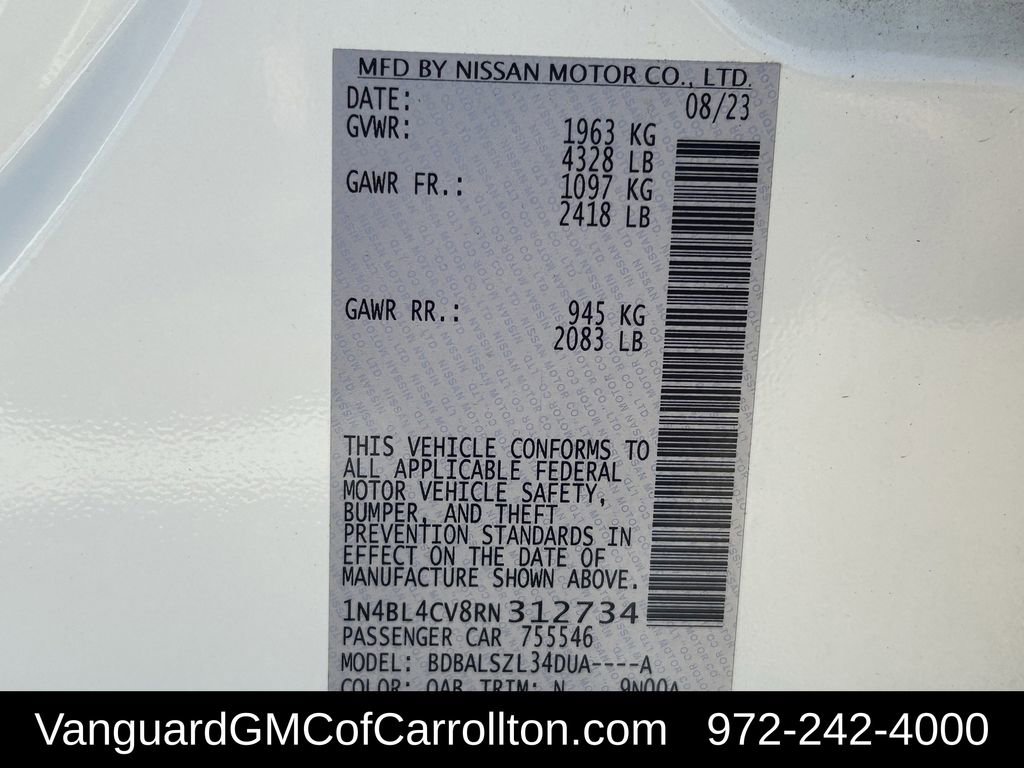 MFD BY NISSAN MOTOR CO., LTD.
DATE: 08/23
GVWR: 1963 KG
4328 LB
GAWR FR.: 1097 KG
2418 LB
GAWR RR.: 945 KG
2083 LB
THIS VEHICLE CONFORMS TO
ALL APPLICABLE FEDERAL
MOTOR VEHICLE SAFETY,
BUMPER, AND THEFT
PREVENTION STANDARDS IN
EFFECT ON THE DATE OF
MANUFACTURE SHOWN ABOVE.
1N4BL4CV8RN312734
PASSENGER CAR 755546
MODEL: BDBALSZL34DUA----A
COLOR: QAB TRIM: N
VanguardGMCofCarrollton.com 972-242-4000